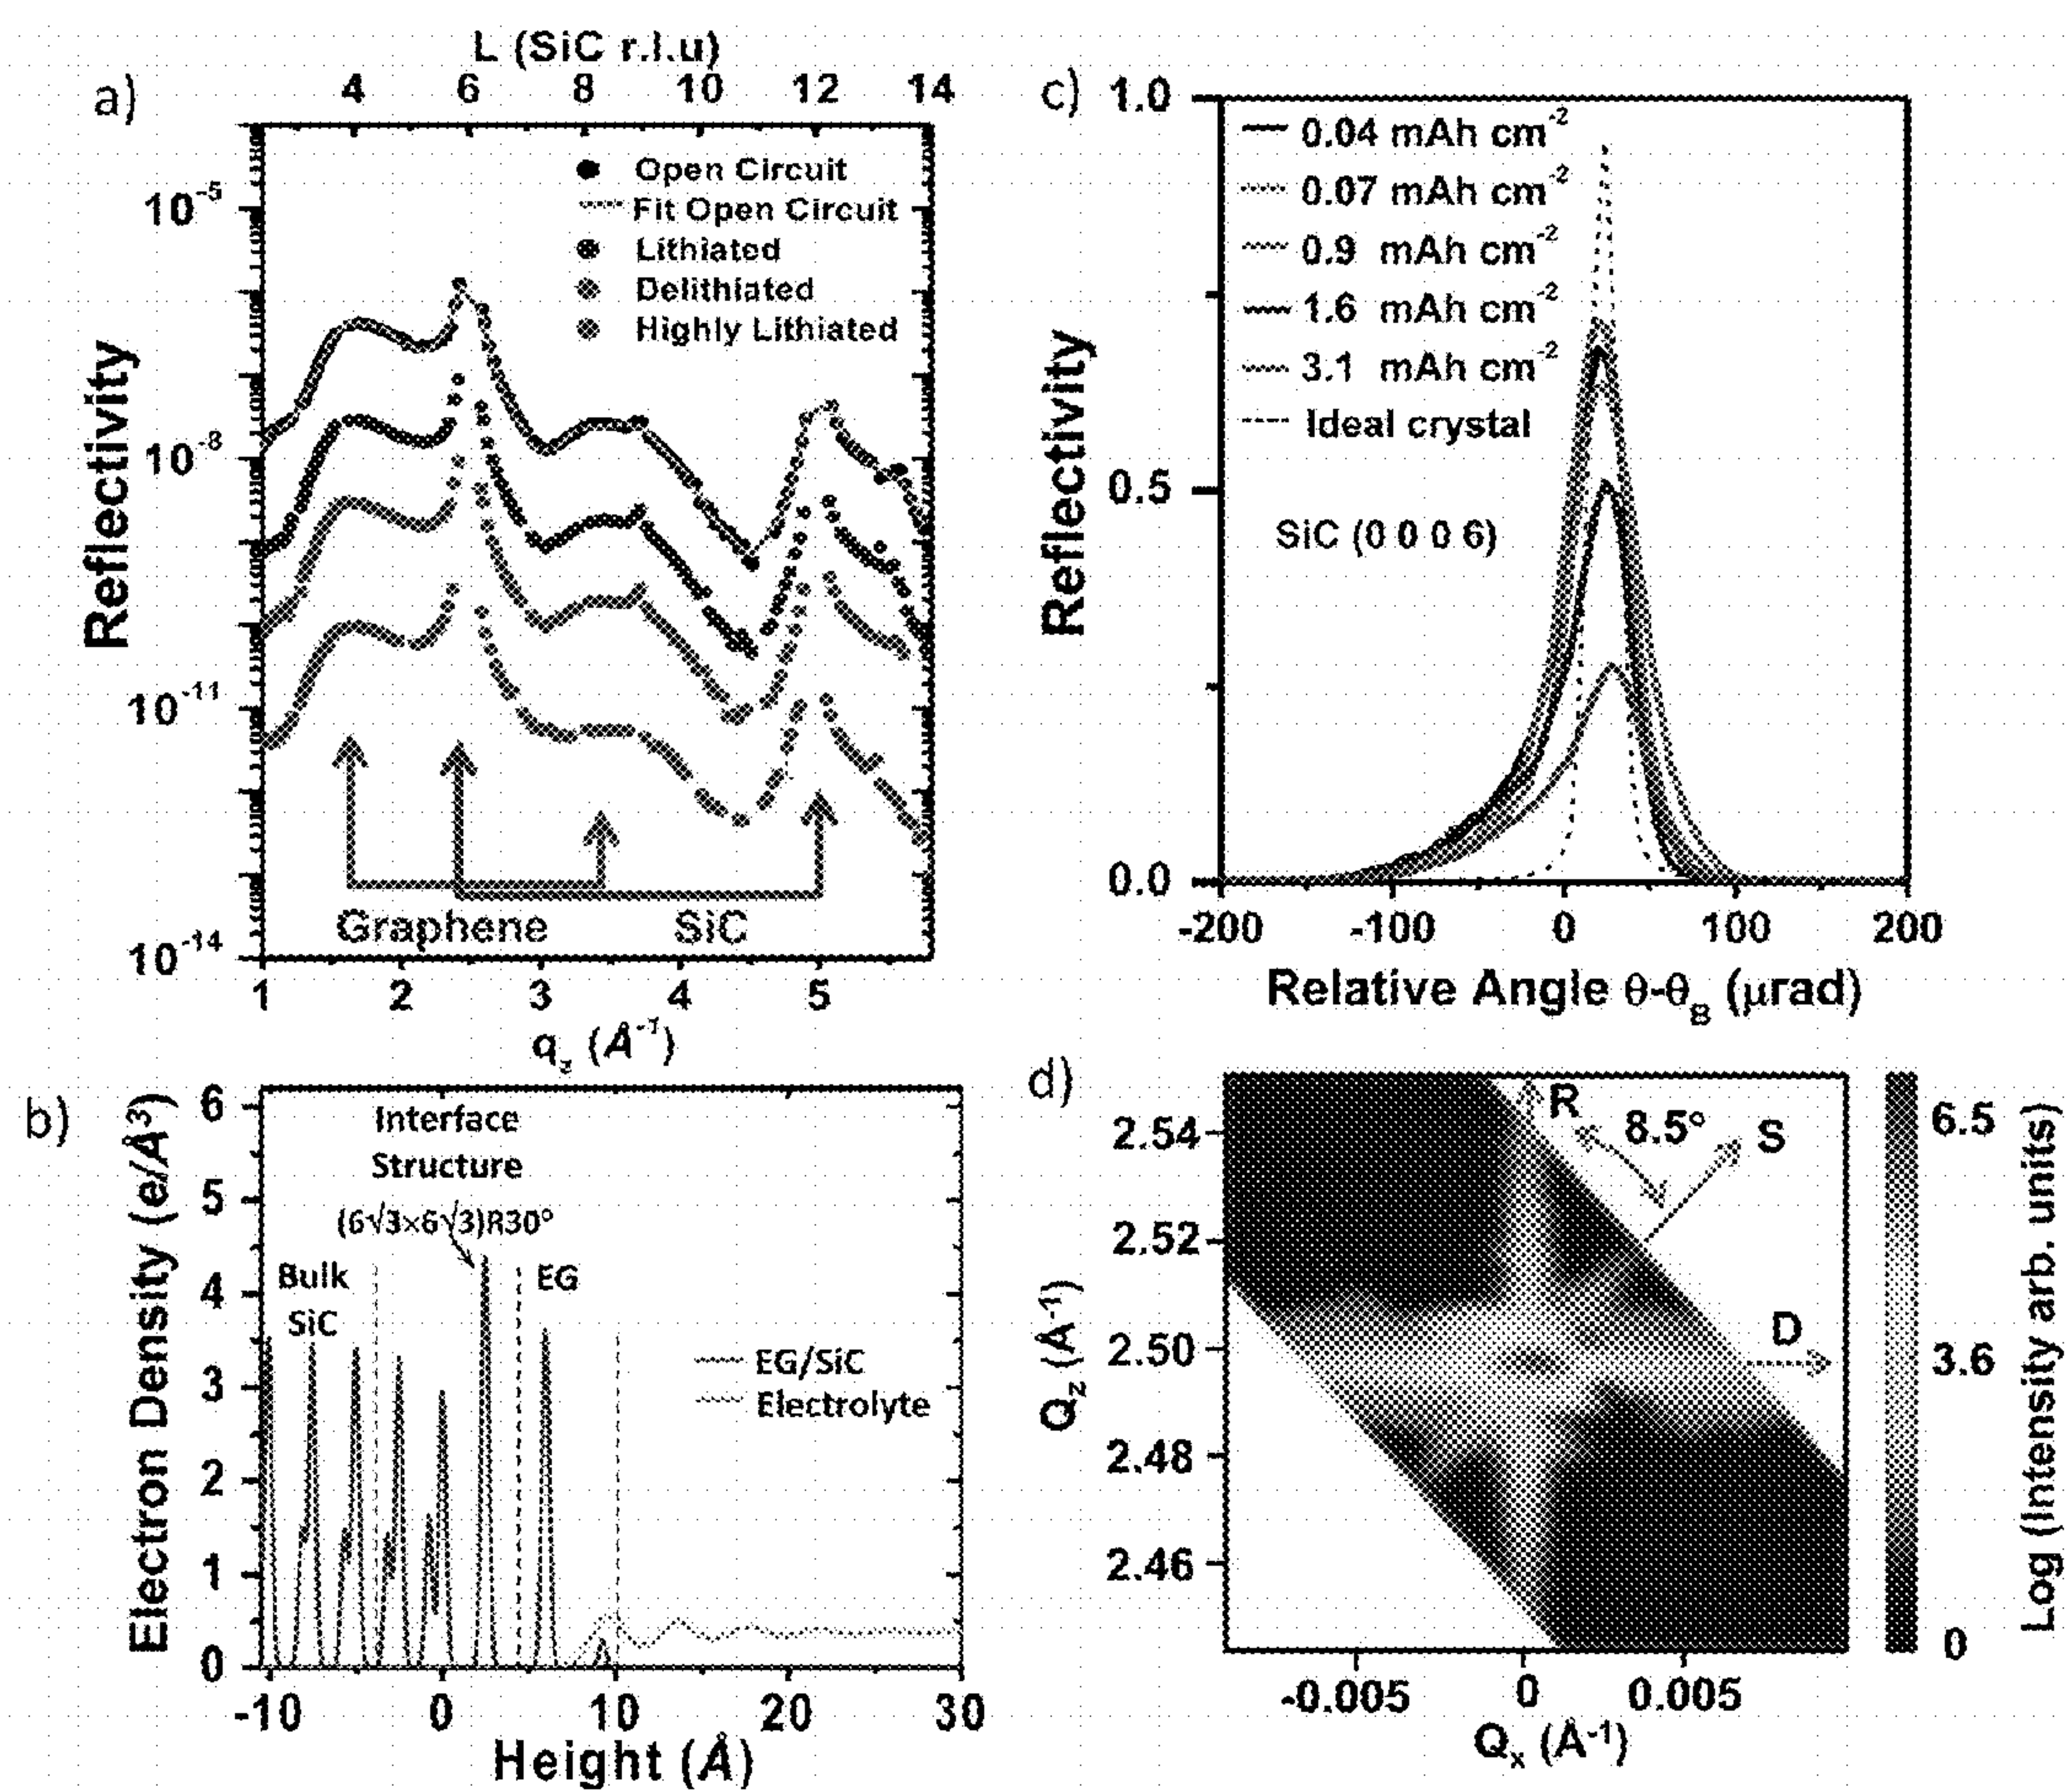 a)
L (SiC r.l.u)
4 6 8 10 12 14
Open Circuit
Fit Open Circuit
Lithiated
Delithiated
Highly Lithiated
Reflectivity
10⁻⁵
10⁻⁸
10⁻¹¹
10⁻¹⁴
Graphene SiC
1 2 3 4 5
q_z (Å⁻¹)
b)
Electron Density (e/Å³)
6
5
4
3
2
1
0
Interface
Structure
(6√3×6√3)R30°
Bulk
SiC
EG
EG/SiC
Electrolyte
-10 0 10 20 30
Height (Å)
c)
Reflectivity
1.0
0.5
0.0
0.04 mAh cm⁻²
0.07 mAh cm⁻²
0.9 mAh cm⁻²
1.6 mAh cm⁻²
3.1 mAh cm⁻²
Ideal crystal
SiC (0 0 0 6)
-200 -100 0 100 200
Relative Angle θ-θ_B (μrad)
d)
Q_z (Å⁻¹)
2.54
2.52
2.50
2.48
2.46
R
8.5°
S
D
-0.005 0 0.005
Q_x (Å⁻¹)
6.5
3.6
0
Log (Intensity arb. units)